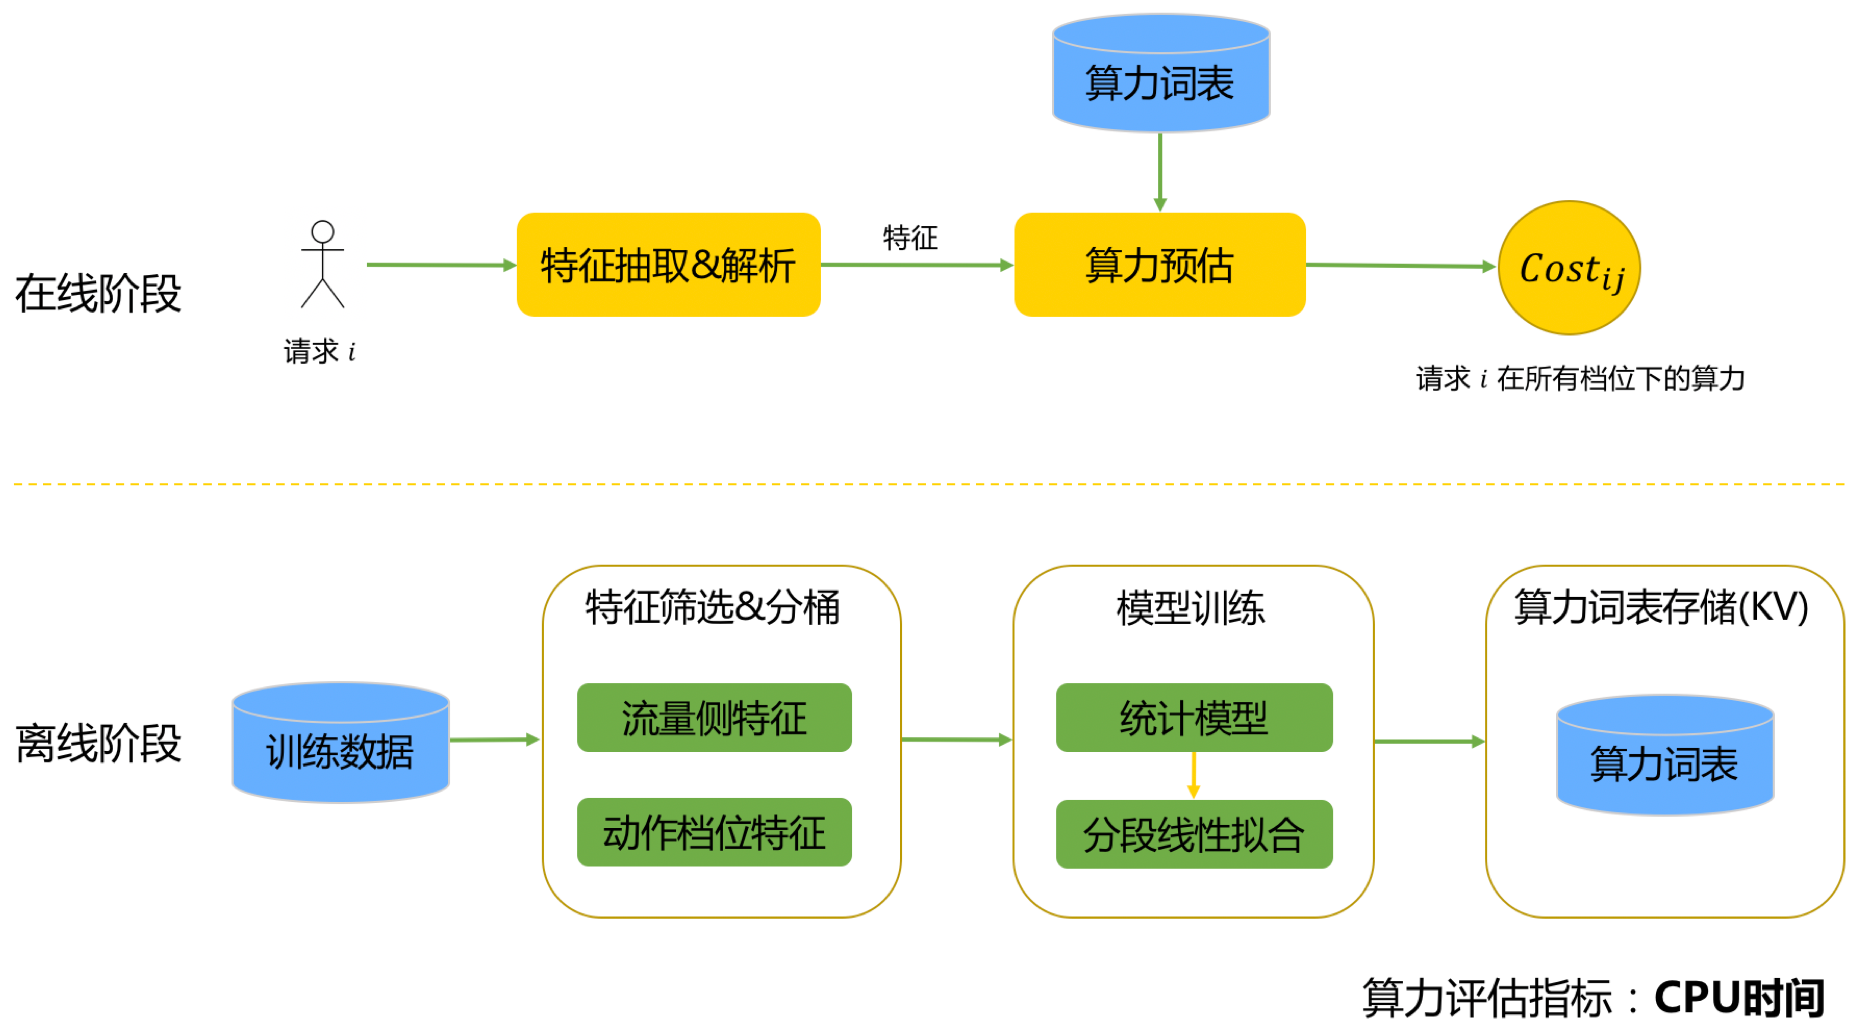 算力词表
特征
特征抽取&解析
算力预估
Cost_{ij}
在线阶段
请求 i
请求 i 在所有档位下的算力
特征筛选&分桶
模型训练
算力词表存储(KV)
流量侧特征
统计模型
离线阶段
训练数据
算力词表
动作档位特征
分段线性拟合
算力评估指标：CPU时间